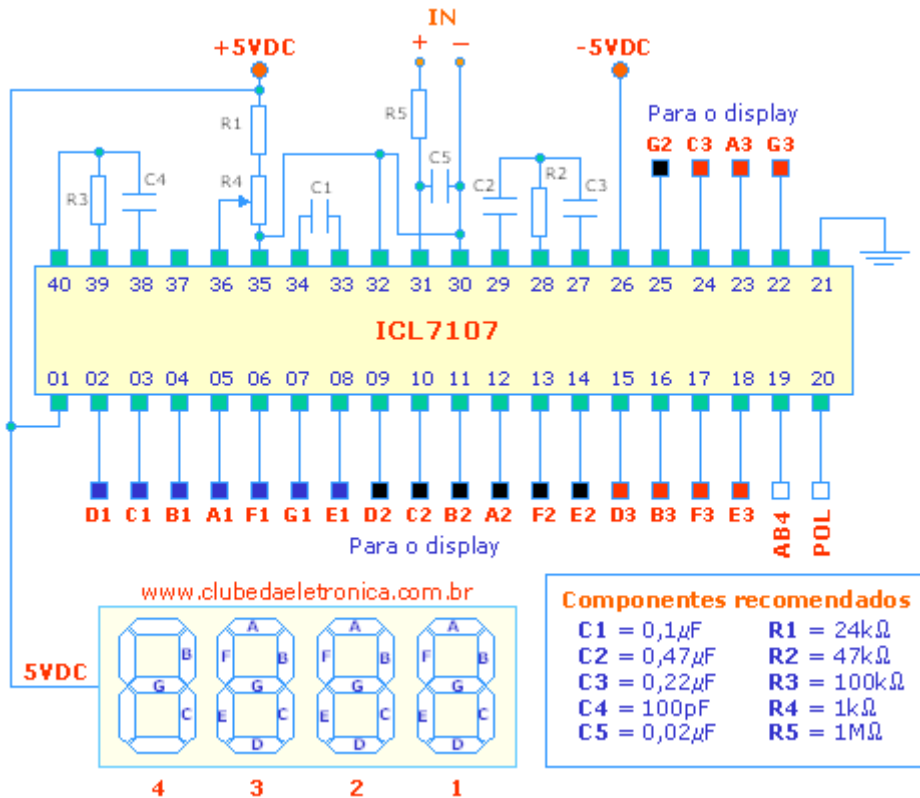 IN
+5VDC
+ −
-5VDC
R1
R5
Para o display
G2 C3 A3 G3
R3
C4
R4
C1
C5
C2
R2
C3
40 39 38 37 36 35 34 33 32 31 30 29 28 27 26 25 24 23 22 21
ICL7107
01 02 03 04 05 06 07 08 09 10 11 12 13 14 15 16 17 18 19 20
D1 C1 B1 A1 F1 G1 E1 D2 C2 B2 A2 F2 E2 D3 B3 F3 E3 AB4 POL
Para o display
www.clubedaeletronica.com.br
5VDC
A A A
B F B F B F B
G G G G
C E C E C E C
D D D
4 3 2 1
Componentes recomendados
C1 = 0,1µF R1 = 24kΩ
C2 = 0,47µF R2 = 47kΩ
C3 = 0,22µF R3 = 100kΩ
C4 = 100pF R4 = 1kΩ
C5 = 0,02µF R5 = 1MΩ